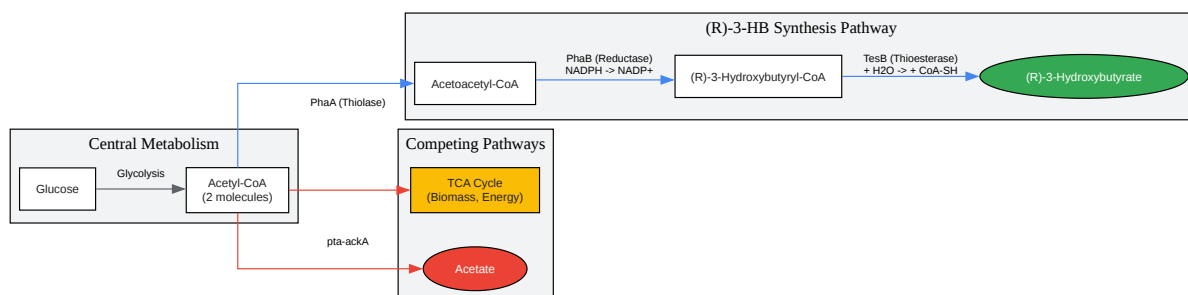 (R)-3-HB Synthesis Pathway
PhaB (Reductase)
NADPH -> NADP+
TesB (Thioesterase)
+ H2O -> + CoA-SH
Acetoacetyl-CoA
(R)-3-Hydroxybutyryl-CoA
(R)-3-Hydroxybutyrate
PhaA (Thiolase)
Central Metabolism
Competing Pathways
Glucose
Glycolysis
Acetyl-CoA
(2 molecules)
TCA Cycle
(Biomass, Energy)
pta-ackA
Acetate